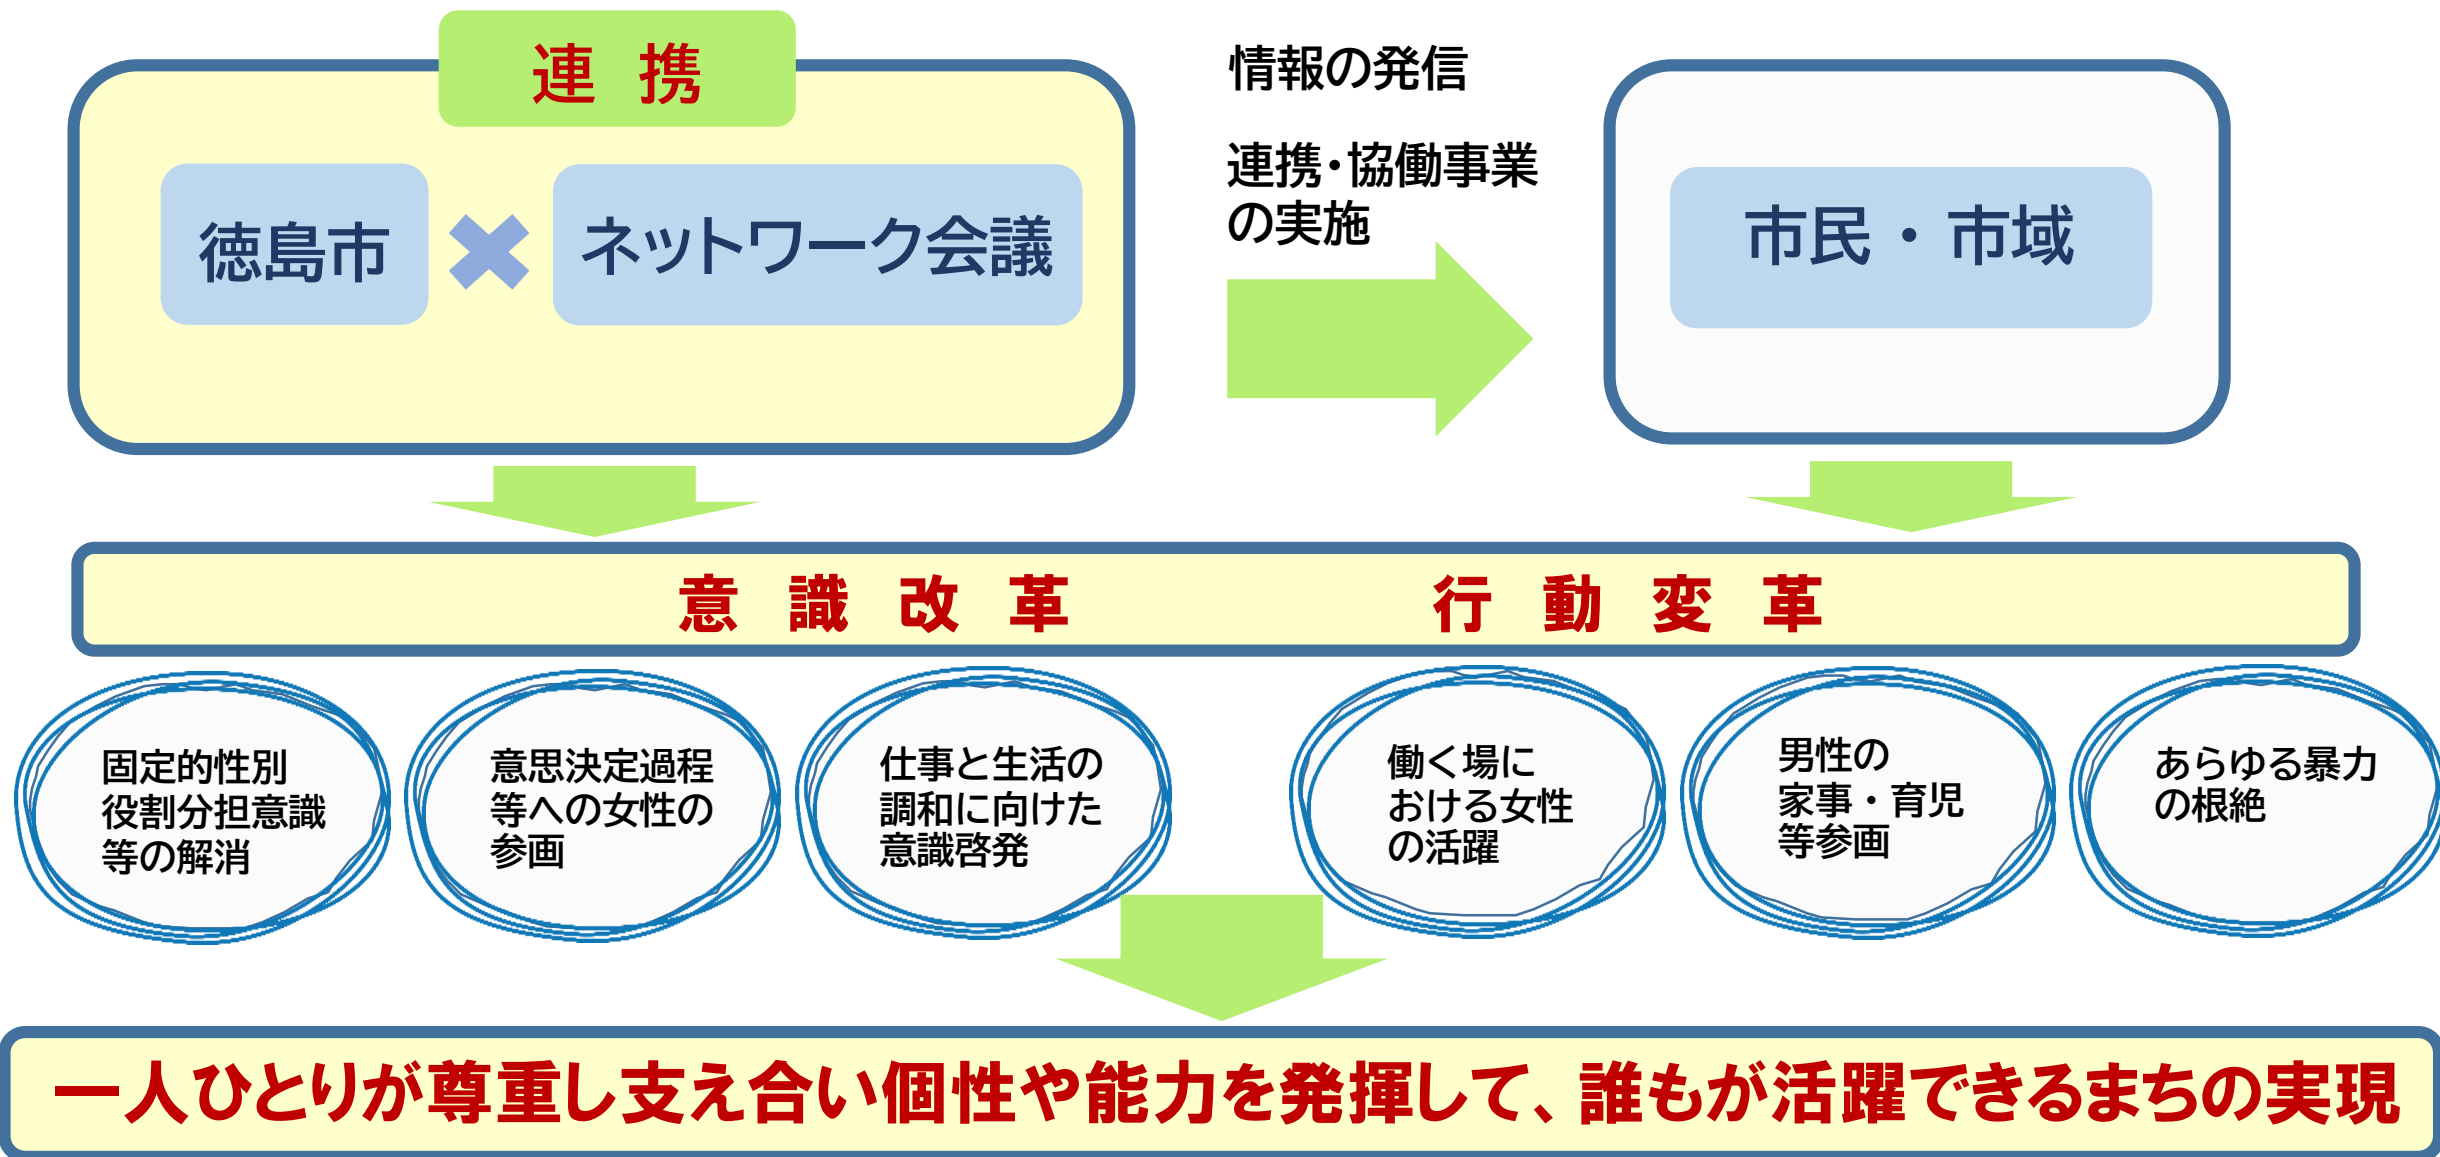 連 携
徳島市
ネットワーク会議
情報の発信
連携・協働事業
の実施
市民・市域
意 識 改 革
行 動 変 革
固定的性別
役割分担意識
等の解消
意思決定過程
等への女性の
参画
仕事と生活の
調和に向けた
意識啓発
働く場に
おける女性
の活躍
男性の
家事・育児
等参画
あらゆる暴力
の根絶
一人ひとりが尊重し支え合い個性や能力を発揮して、誰もが活躍できるまちの実現